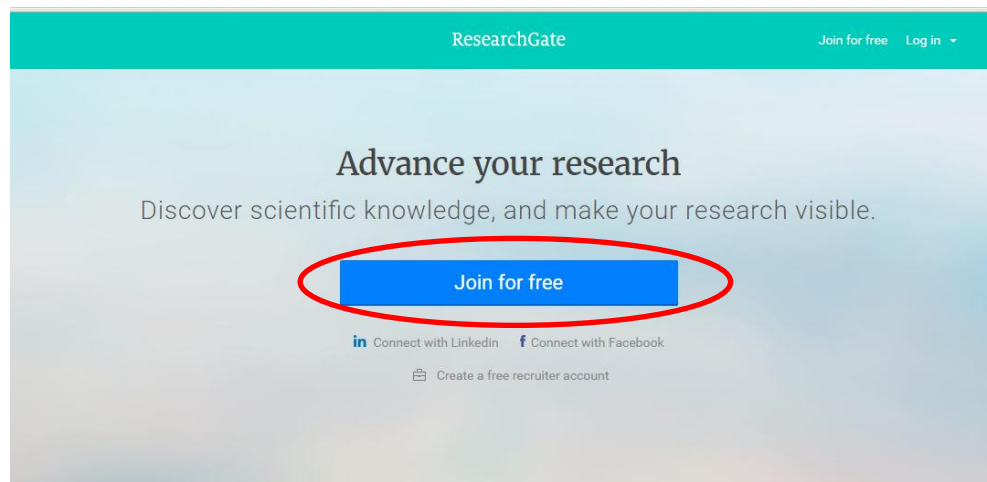 ResearchGate
Join for free Log in
Advance your research
Discover scientific knowledge, and make your research visible.
Join for free
in Connect with Linkedin f Connect with Facebook
Create a free recruiter account